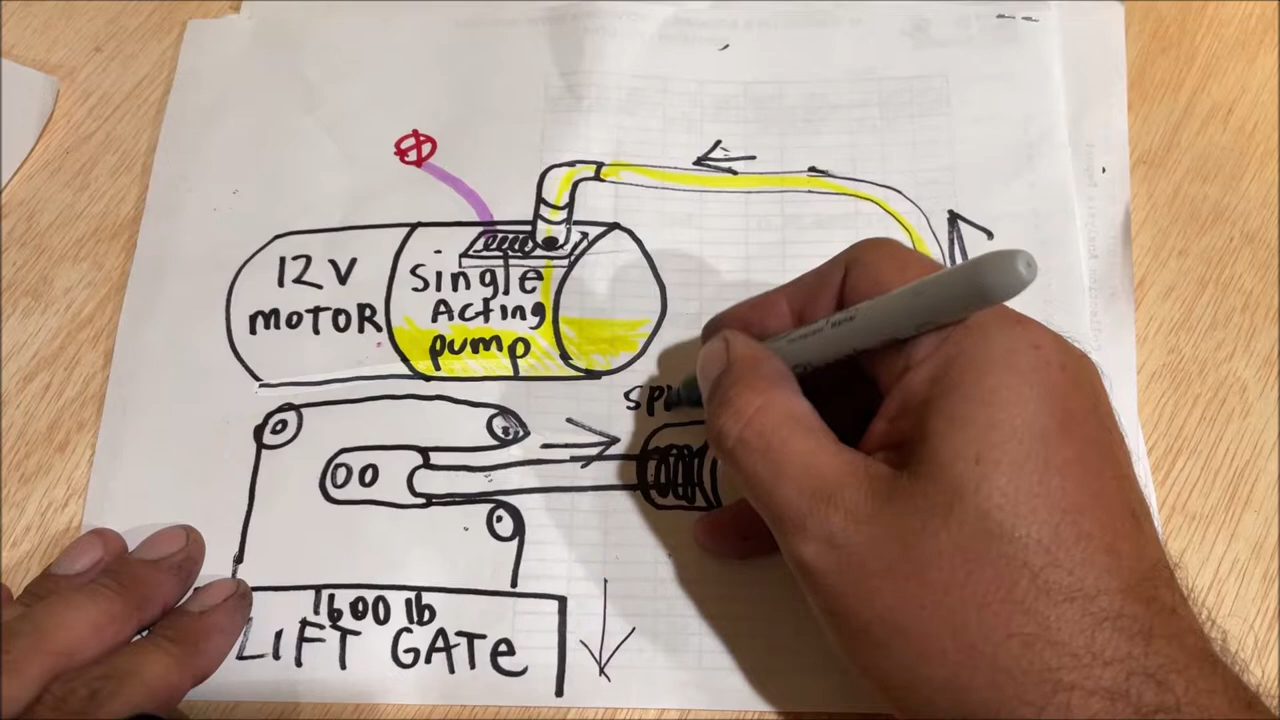 12V
MOTOR
Single
Acting
pump
1600 lb
LIFT GATe